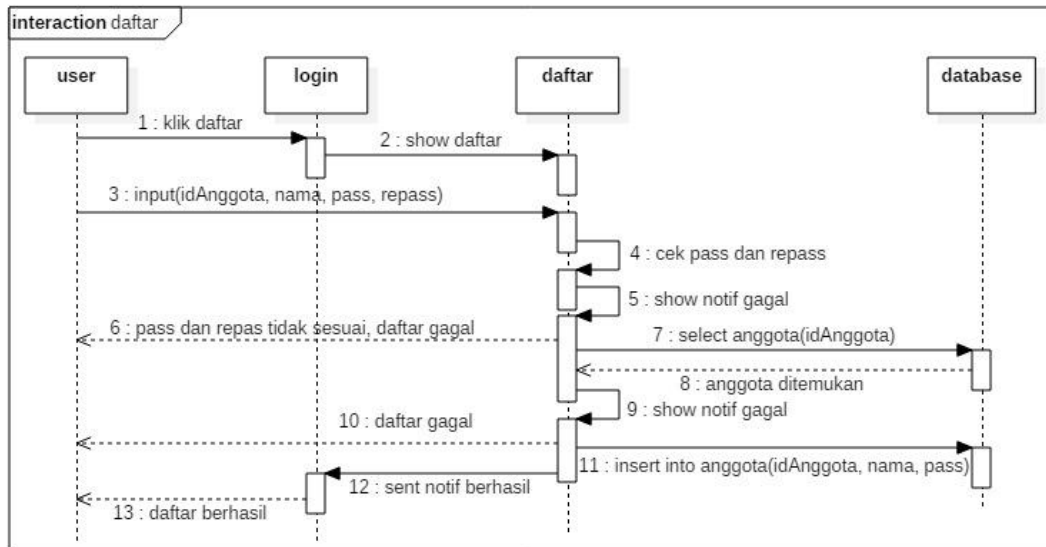 interaction daftar
user
login
daftar
database
1 : klik daftar
2 : show daftar
3 : input(idAnggota, nama, pass, repass)
4 : cek pass dan repass
5 : show notif gagal
6 : pass dan repas tidak sesuai, daftar gagal
7 : select anggota(idAnggota)
8 : anggota ditemukan
9 : show notif gagal
10 : daftar gagal
11 : insert into anggota(idAnggota, nama, pass)
12 : sent notif berhasil
13 : daftar berhasil